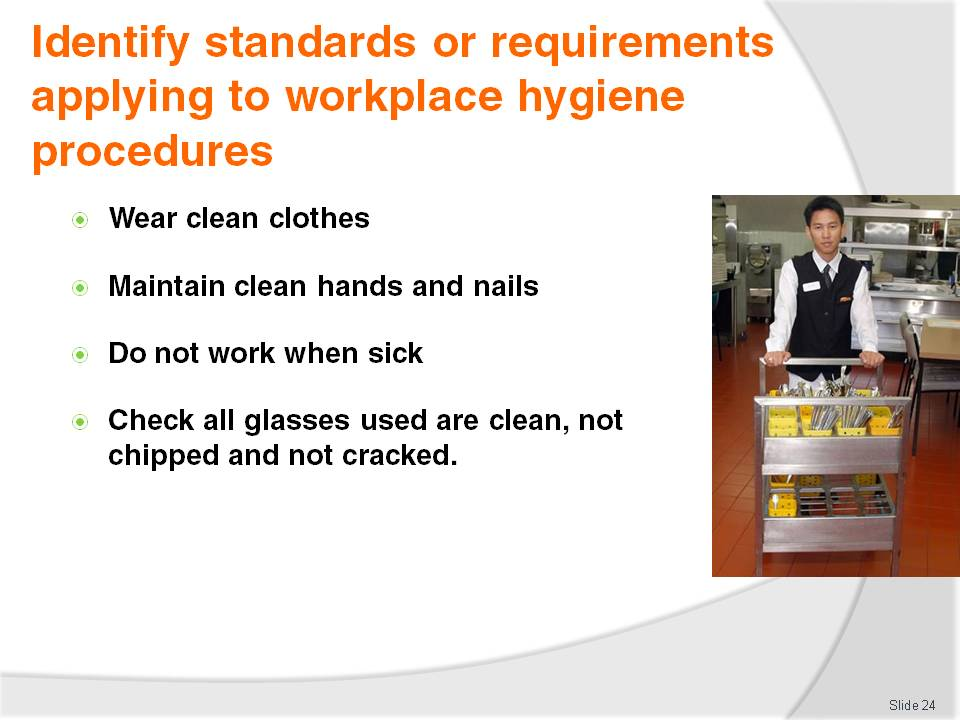 Identify standards or requirements
applying to workplace hygiene
procedures
Wear clean clothes
Maintain clean hands and nails
Do not work when sick
Check all glasses used are clean, not
chipped and not cracked.
Slide 24